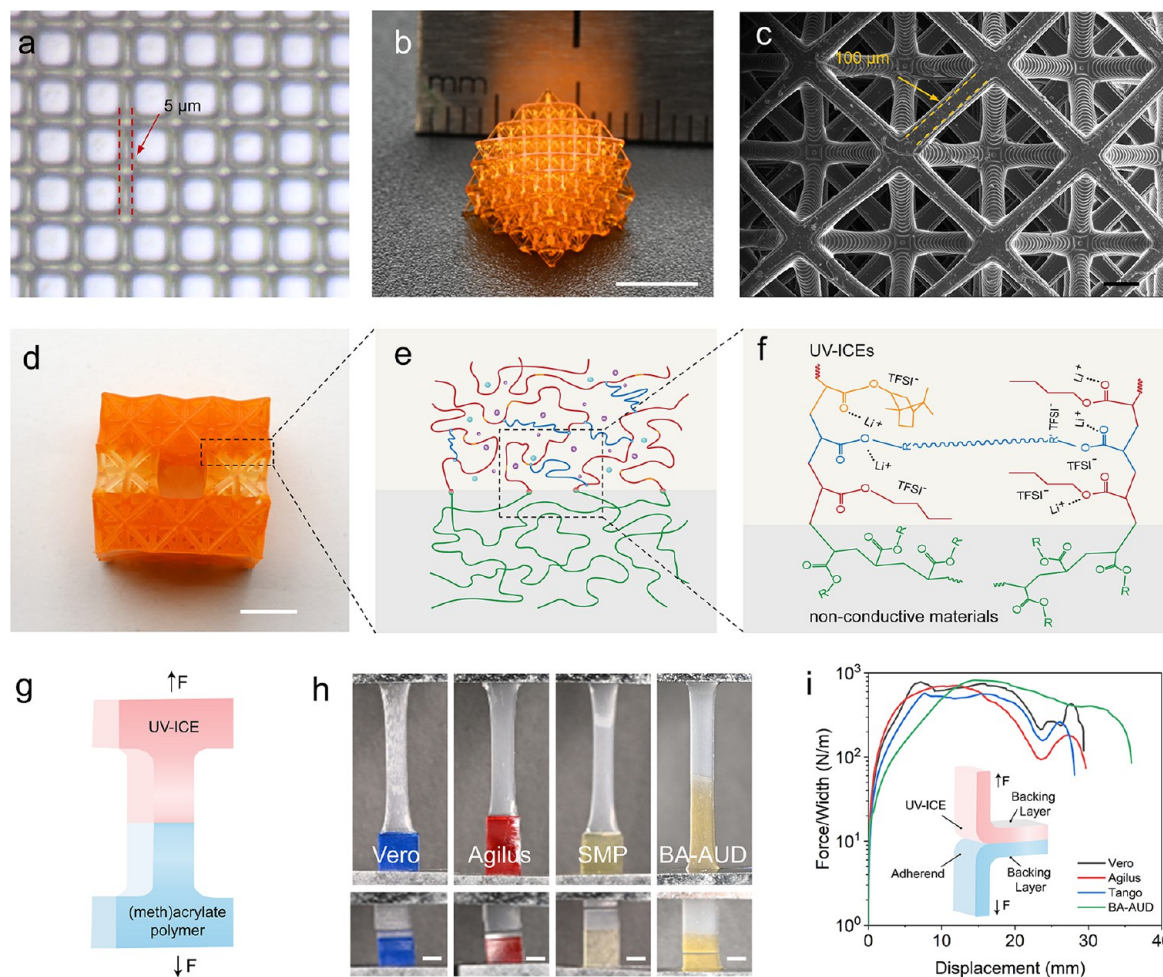 a
5 µm
b
mm
c
100 µm
d
e
f
UV-ICEs
TFSI⁻
Li⁺
O
O
O
Li⁺
O
TFSI⁻
Li⁺
O
O
R
R
O
O
Li⁺
TFSI⁻
TFSI⁻
O
O
TFSI⁻
O
O
Li⁺
O
O
R
O
O
R
O
O
R
O
O
R
O
O
R
O
O
R
non-conductive materials
g
↑F
UV-ICE
(meth)acrylate
polymer
↓F
h
Vero
Agilus
SMP
BA-AUD
i
Force/Width (N/m)
10³
10²
10¹
10⁰
0
10
20
30
40
Displacement (mm)
↑F
UV-ICE
Backing
Layer
Adherend
Backing
Layer
↓F
Vero
Agilus
Tango
BA-AUD